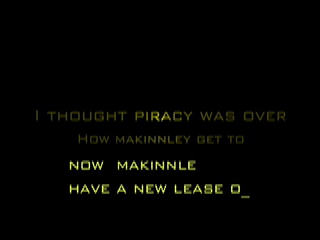 I THOUGHT PIRACY WAS OVER
HOW MAKINNLEY GET TO
NOW MAKINNLE
HAVE A NEW LEASE O_